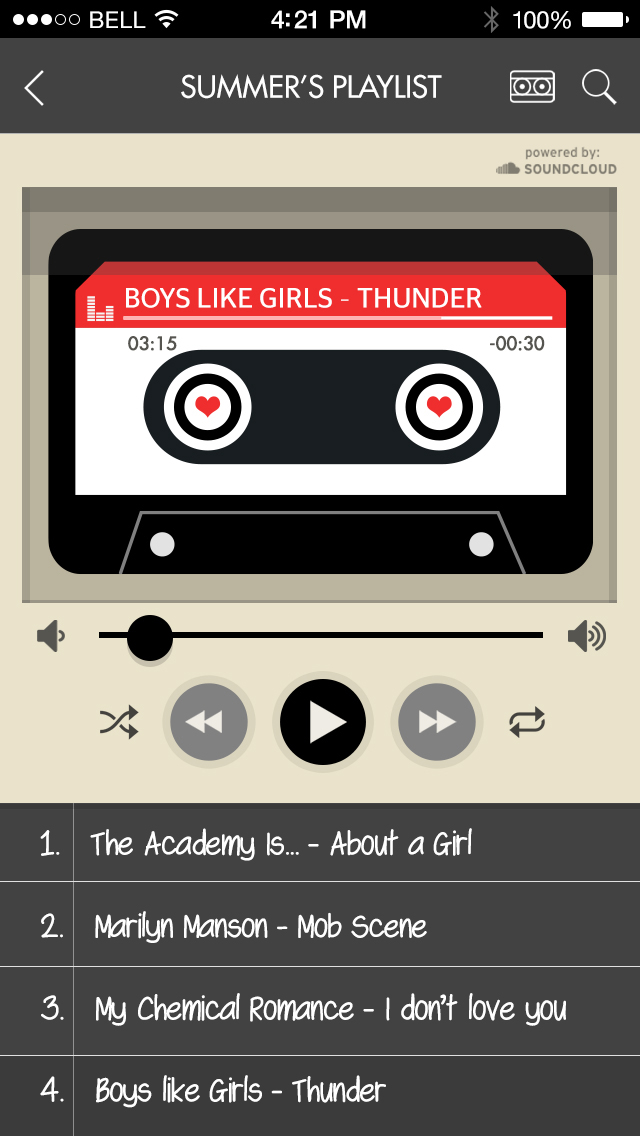 BELL 4:21 PM 100%
SUMMER'S PLAYLIST
powered by:
SOUNDCLOUD
BOYS LIKE GIRLS - THUNDER
03:15 -00:30
1. The Academy Is... - About a Girl
2. Marilyn Manson - Mob Scene
3. My Chemical Romance - I don't love you
4. Boys like Girls - Thunder